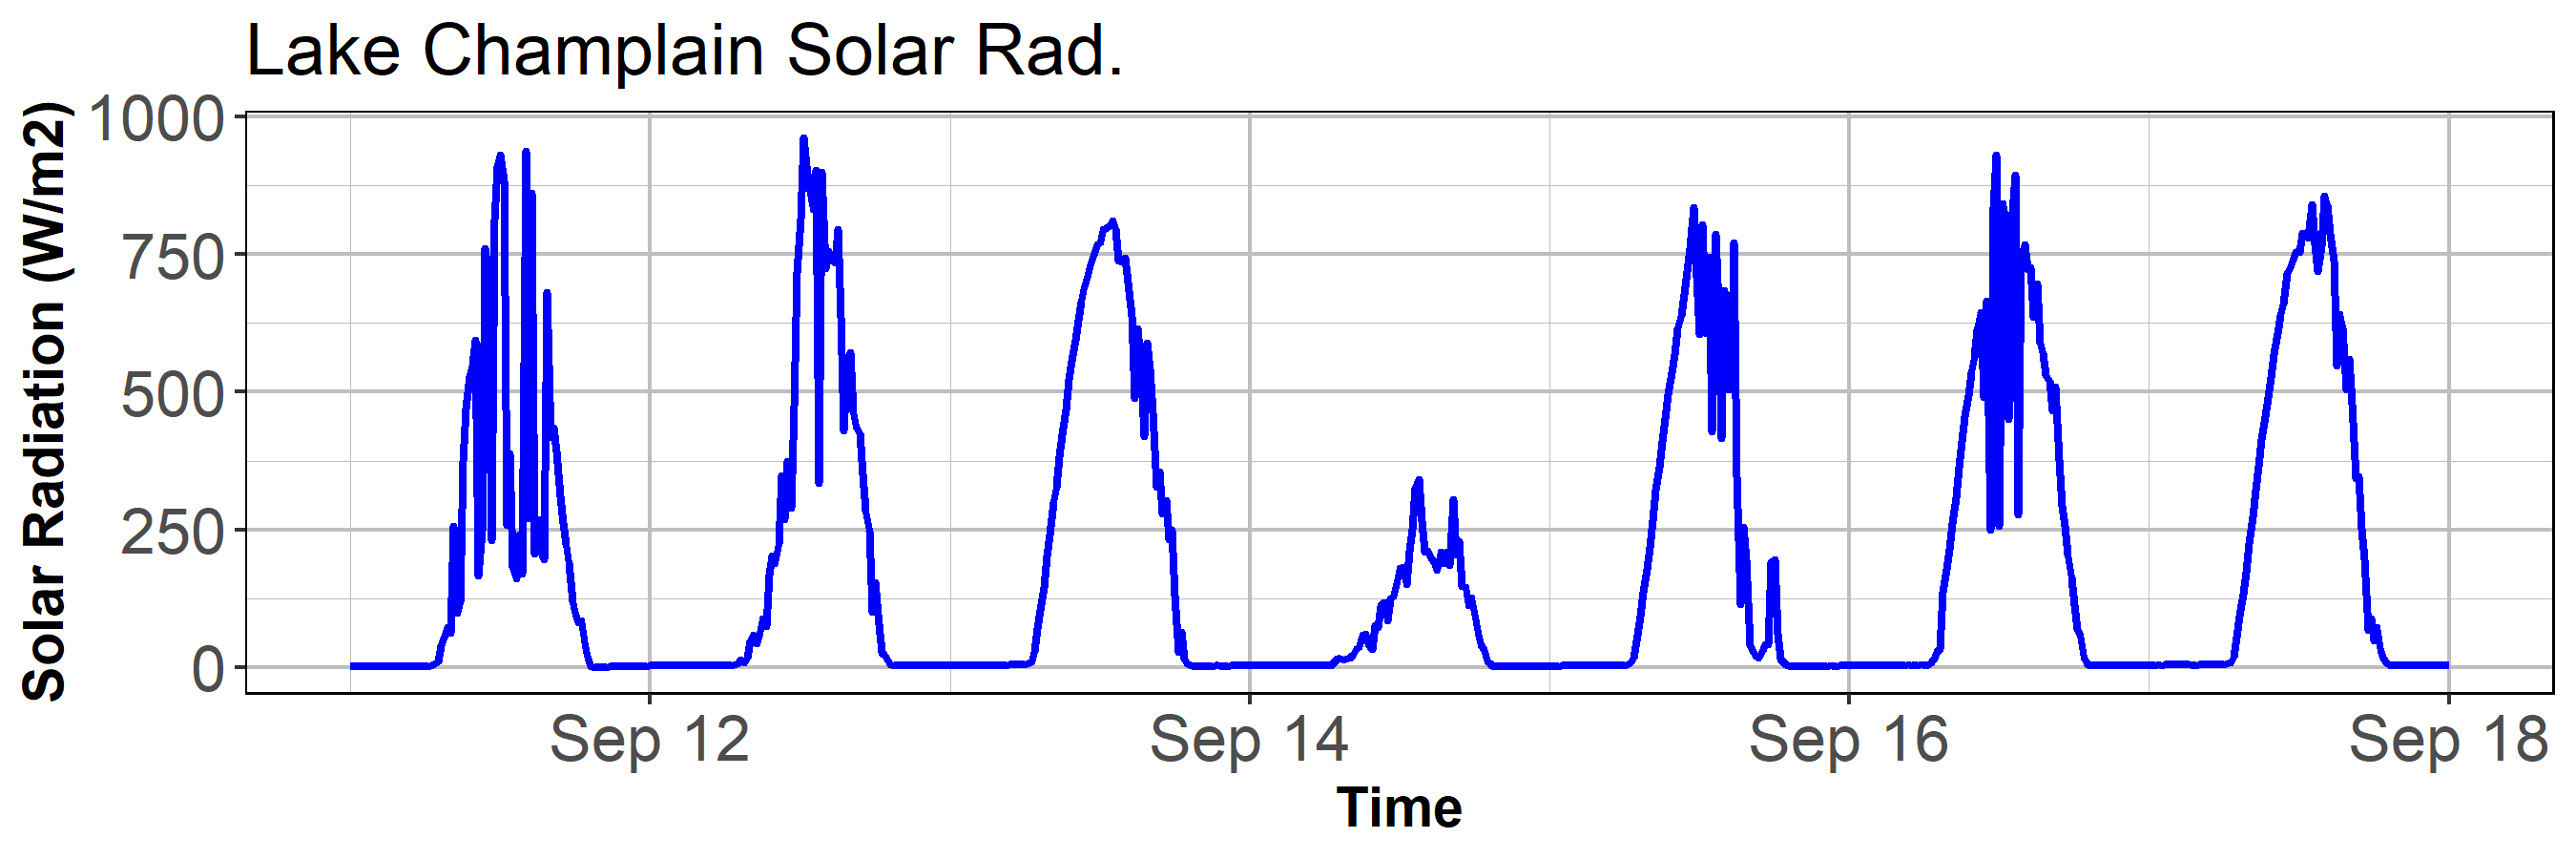 Lake Champlain Solar Rad.
Solar Radiation (W/m2)
1000
750
500
250
0
Sep 12 Sep 14 Sep 16 Sep 18
Time